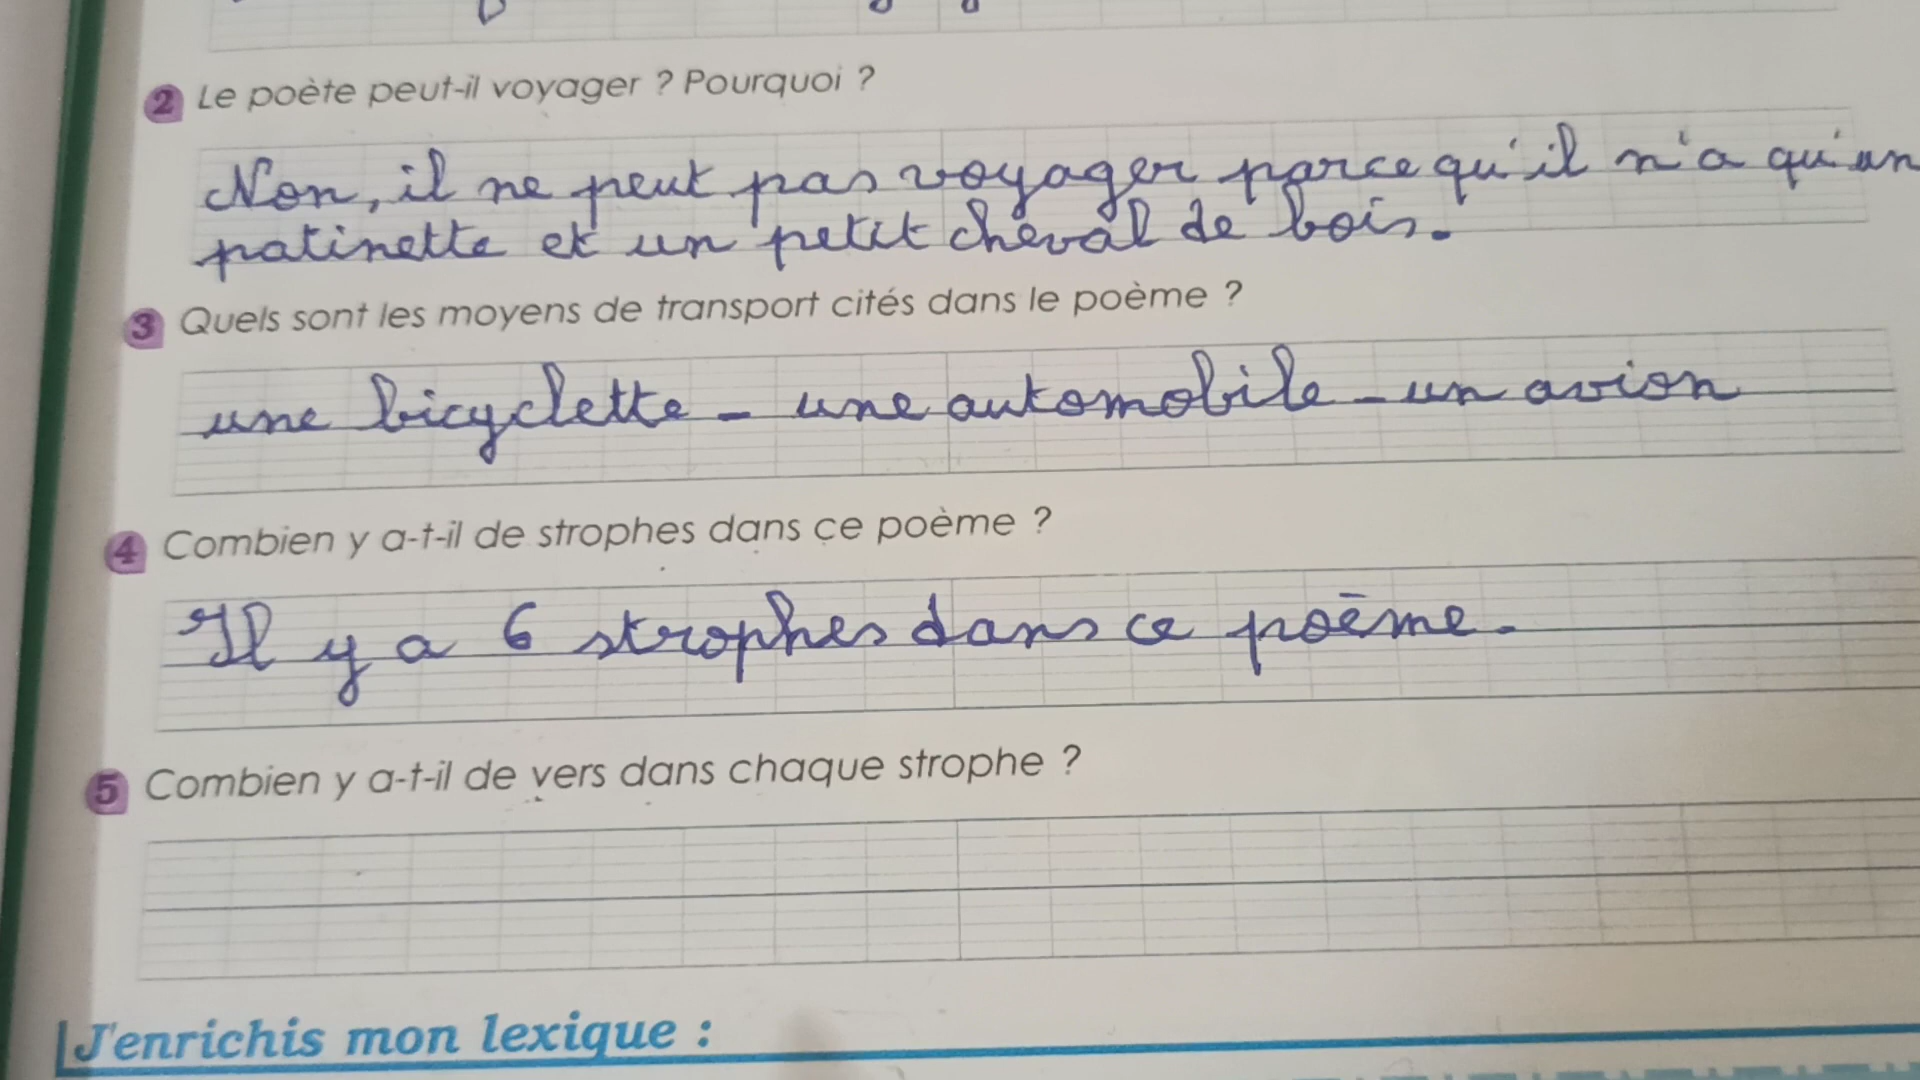 2 Le poète peut-il voyager ? Pourquoi ?
Non, il ne peut pas voyager parce qu'il n'a qu'un
patinette et un petit cheval de bois.
3 Quels sont les moyens de transport cités dans le poème ?
une bicyclette - une automobile - un avion
4 Combien y a-t-il de strophes dans ce poème ?
Il y a 6 strophes dans ce poème.
5 Combien y a-t-il de vers dans chaque strophe ?
J'enrichis mon lexique :